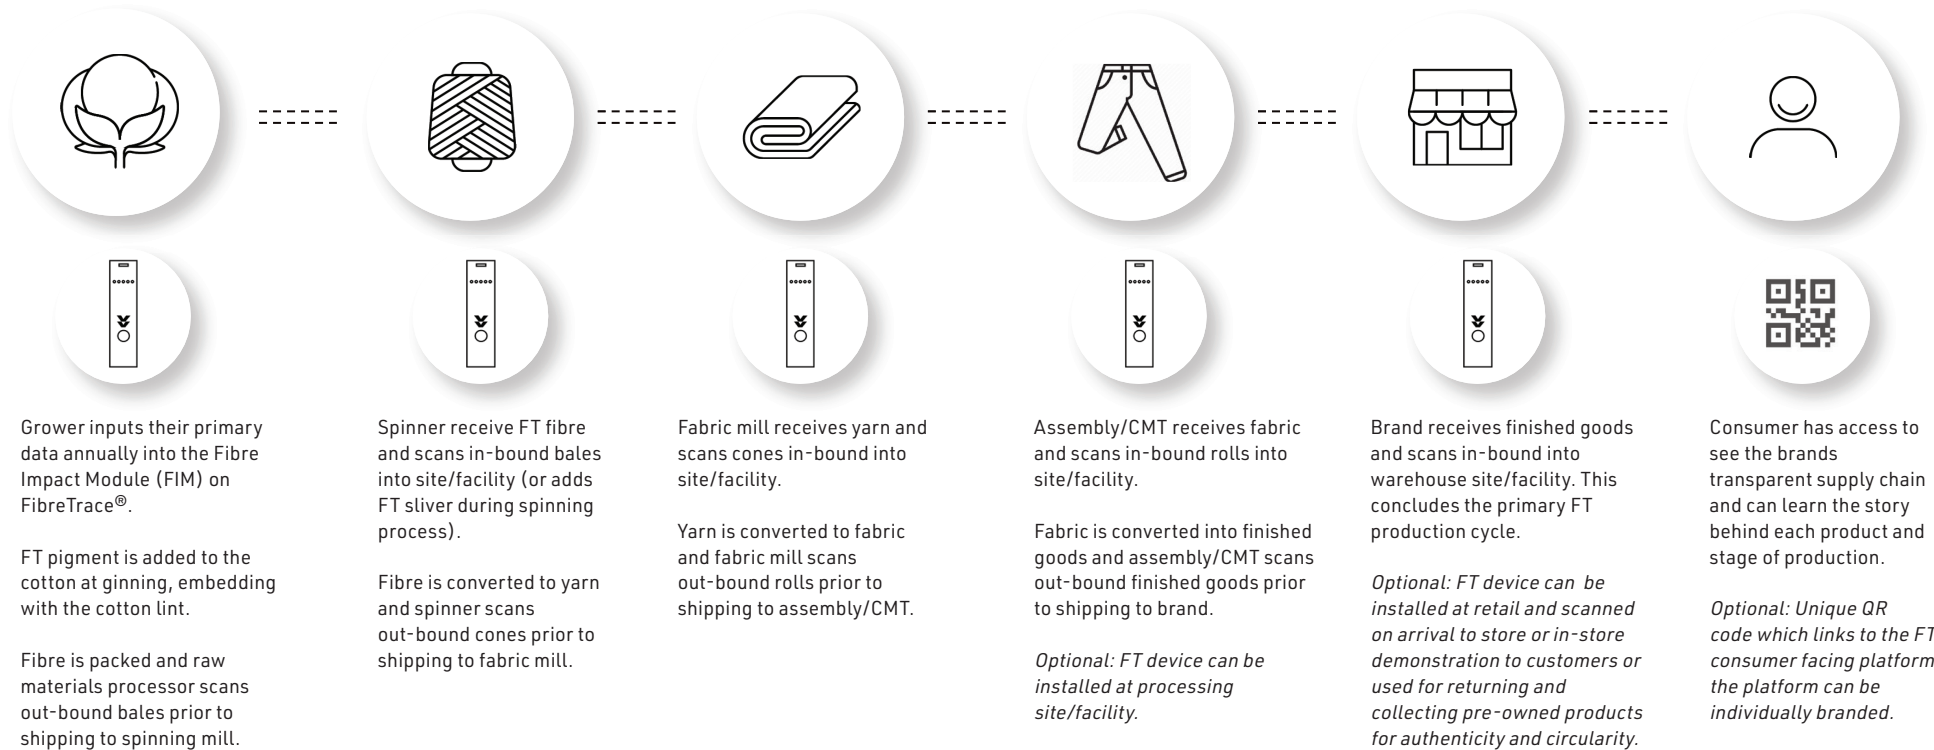 Grower inputs their primary
data annually into the Fibre
Impact Module (FIM) on
FibreTrace®.
FT pigment is added to the
cotton at ginning, embedding
with the cotton lint.
Fibre is packed and raw
materials processor scans
out-bound bales prior to
shipping to spinning mill.
Spinner receive FT fibre
and scans in-bound bales
into site/facility (or adds
FT sliver during spinning
process).
Fibre is converted to yarn
and spinner scans
out-bound cones prior to
shipping to fabric mill.
Fabric mill receives yarn and
scans cones in-bound into
site/facility.
Yarn is converted to fabric
and fabric mill scans
out-bound rolls prior to
shipping to assembly/CMT.
Assembly/CMT receives fabric
and scans in-bound rolls into
site/facility.
Fabric is converted into finished
goods and assembly/CMT scans
out-bound finished goods prior
to shipping to brand.
Optional: FT device can be
installed at processing
site/facility.
Brand receives finished goods
and scans in-bound into
warehouse site/facility. This
concludes the primary FT
production cycle.
Optional: FT device can be
installed at retail and scanned
on arrival to store or in-store
demonstration to customers or
used for returning and
collecting pre-owned products
for authenticity and circularity.
Consumer has access to
see the brands
transparent supply chain
and can learn the story
behind each product and
stage of production.
Optional: Unique QR
code which links to the FT
consumer facing platform
the platform can be
individually branded.